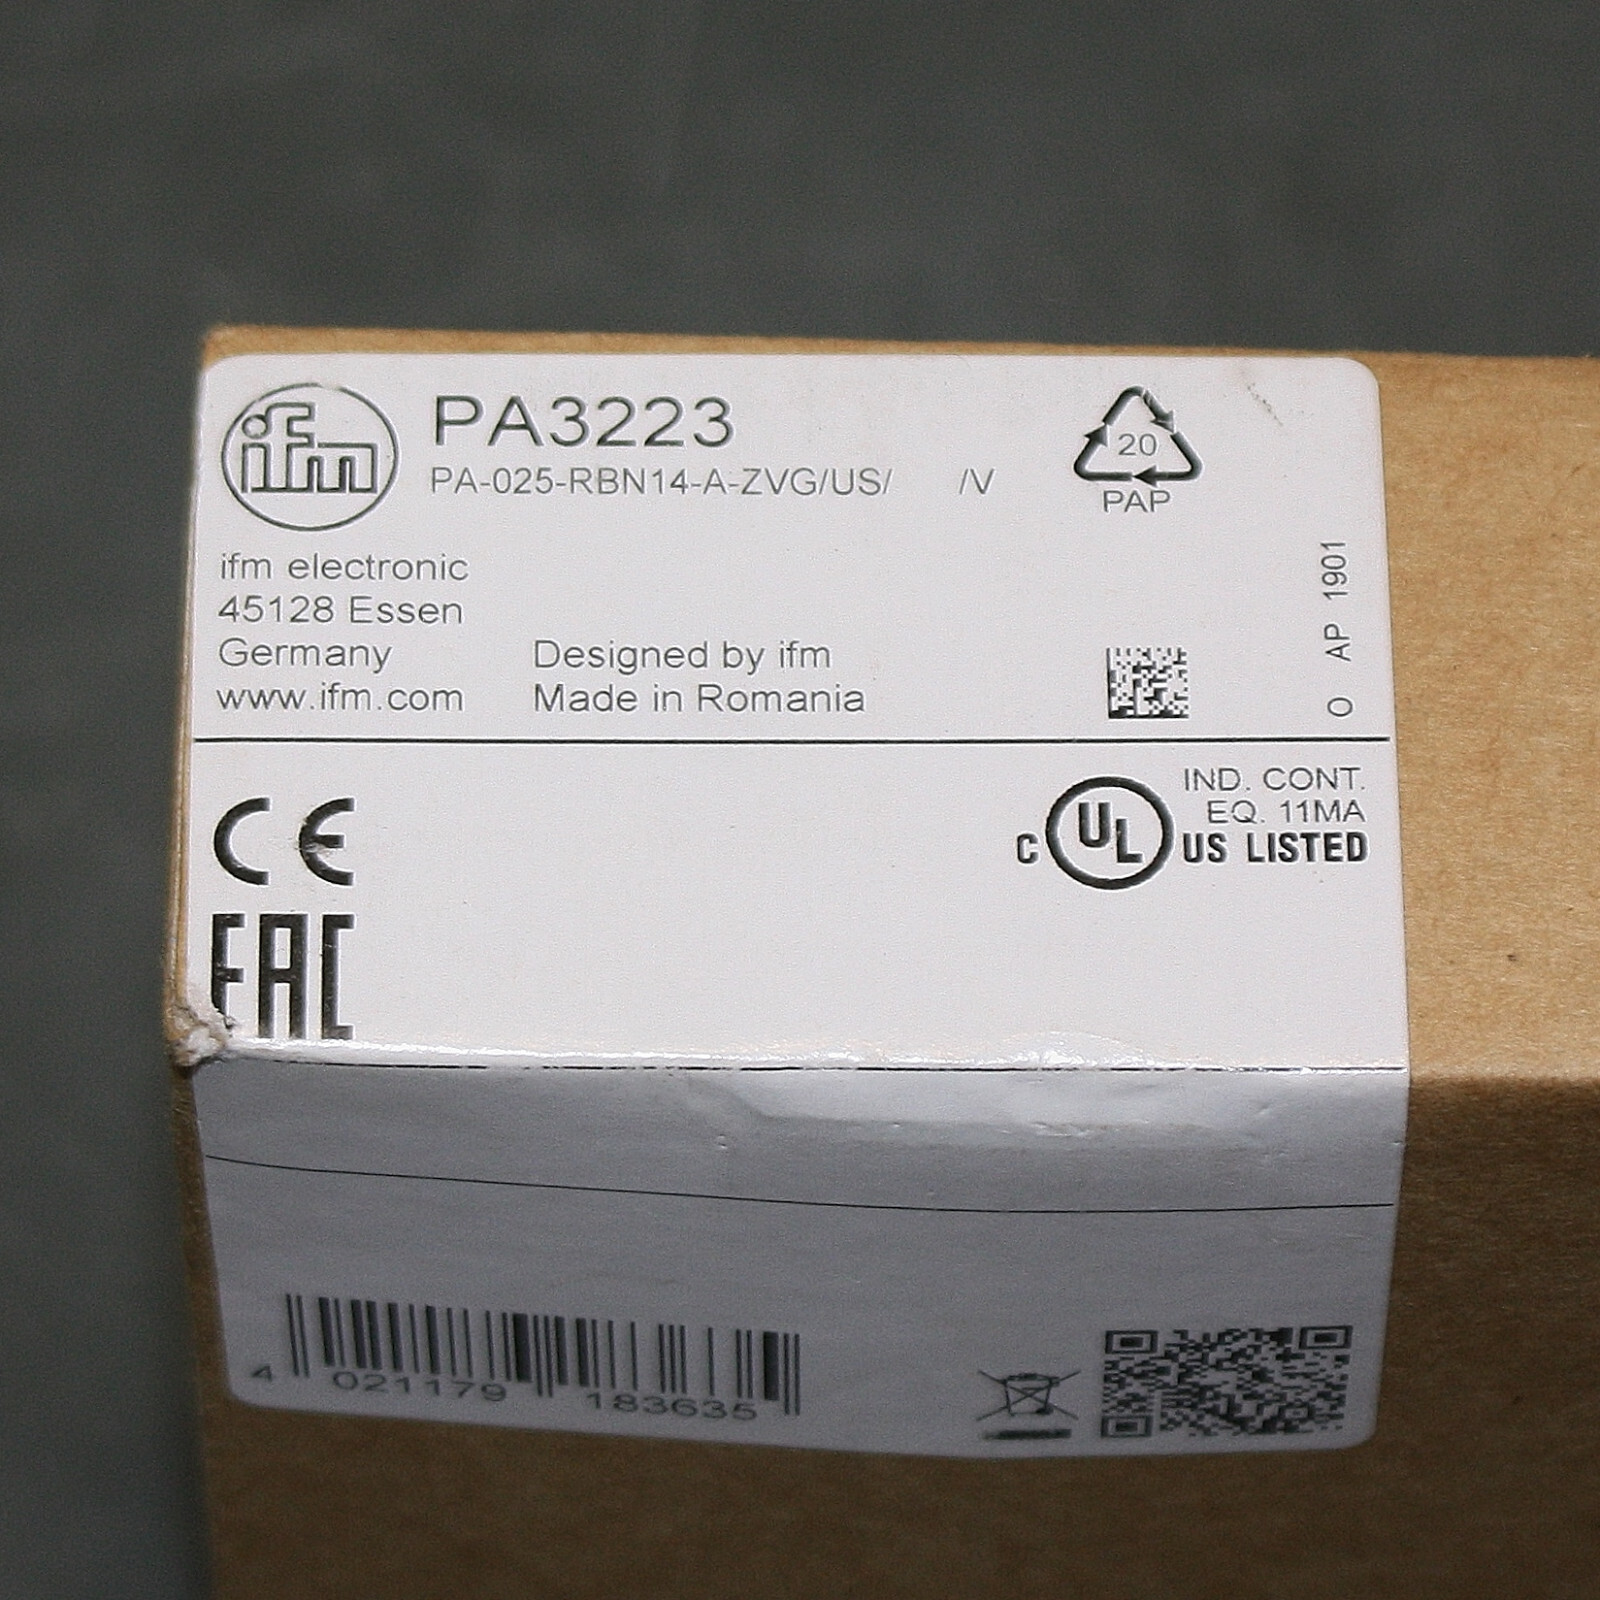 ifm
PA3223
PA-025-RBN14-A-ZVG/US/ /V
20
PAP
ifm electronic
45128 Essen
Germany
www.ifm.com
Designed by ifm
Made in Romania
O AP 1901
CE
EAC
C UL US LISTED
IND. CONT.
EQ. 11MA
4 021179 183635